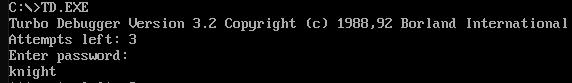 C:\>TD.EXE
Turbo Debugger Version 3.2 Copyright (c) 1988,92 Borland International
Attempts left: 3
Enter password:
knight